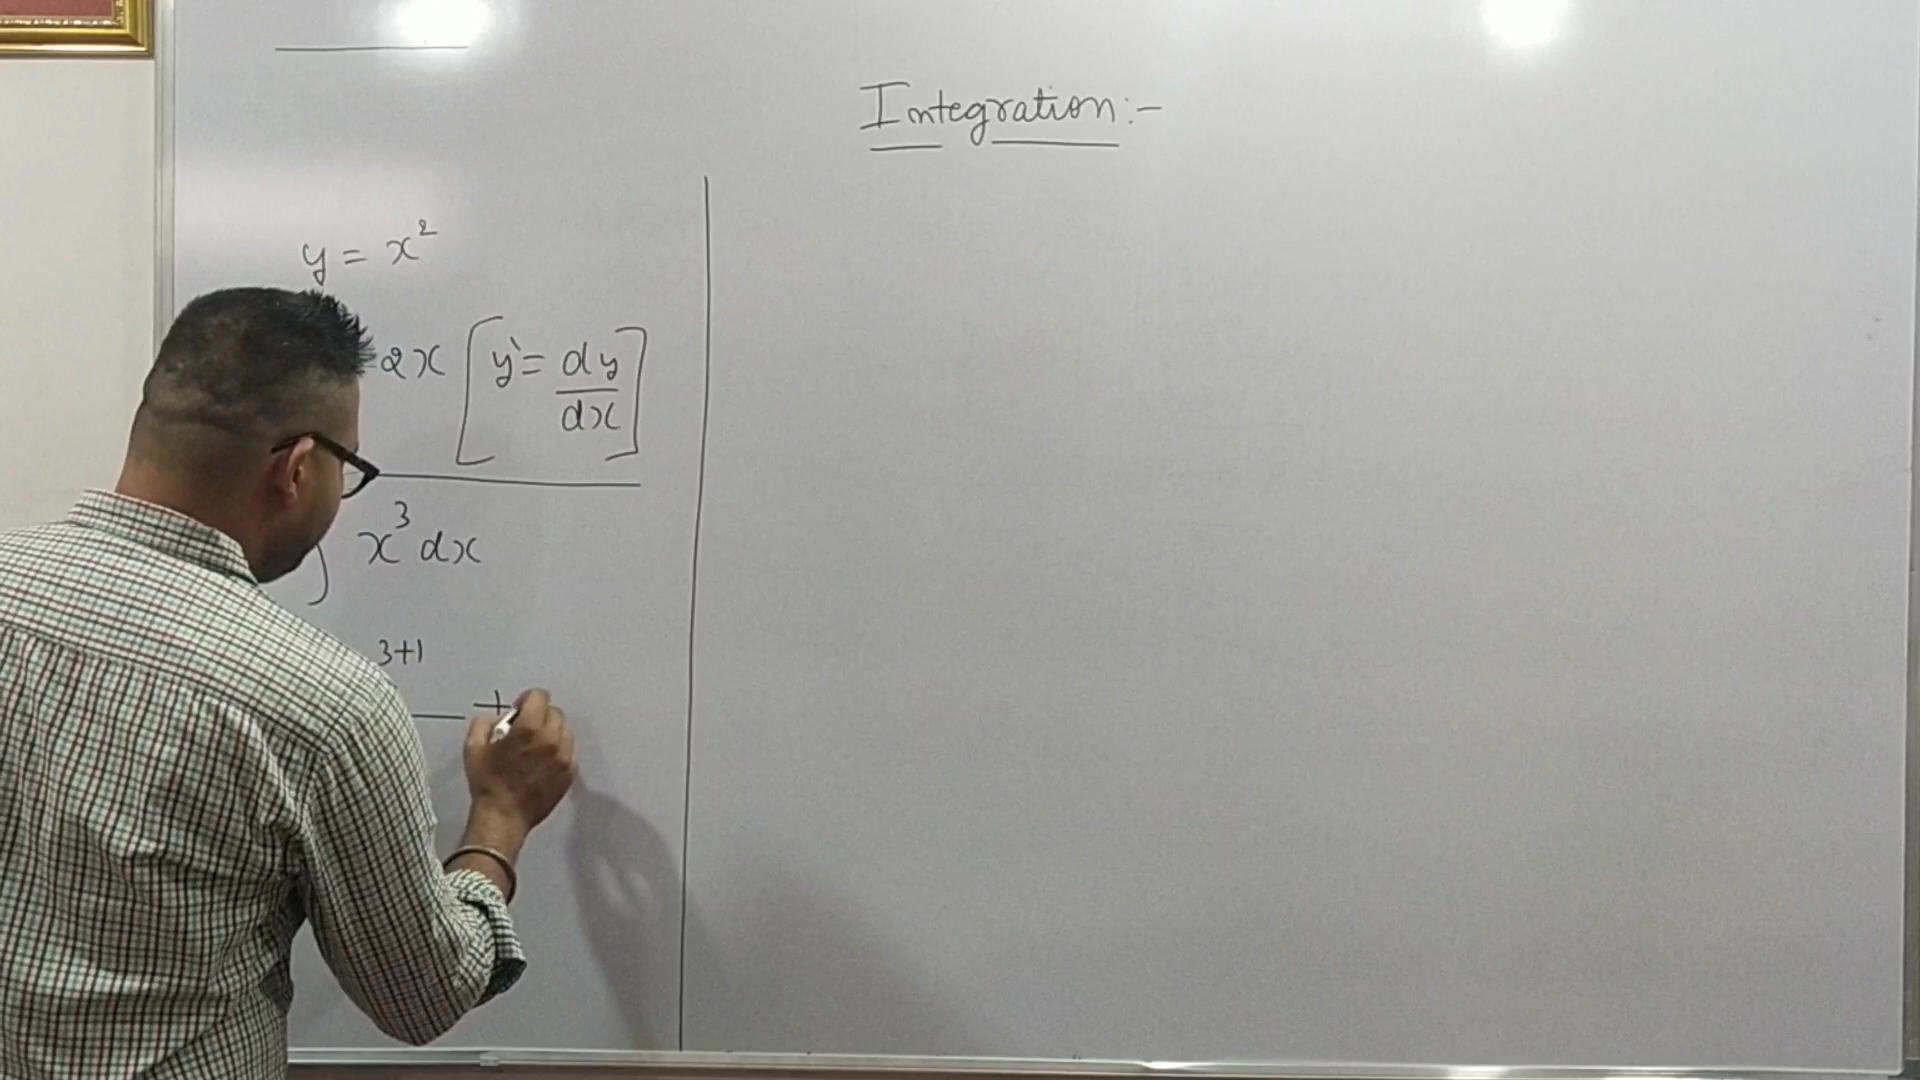 Integration:-
y = x²
2x [y' = dy/dx]
∫ x³ dx
3+1
+